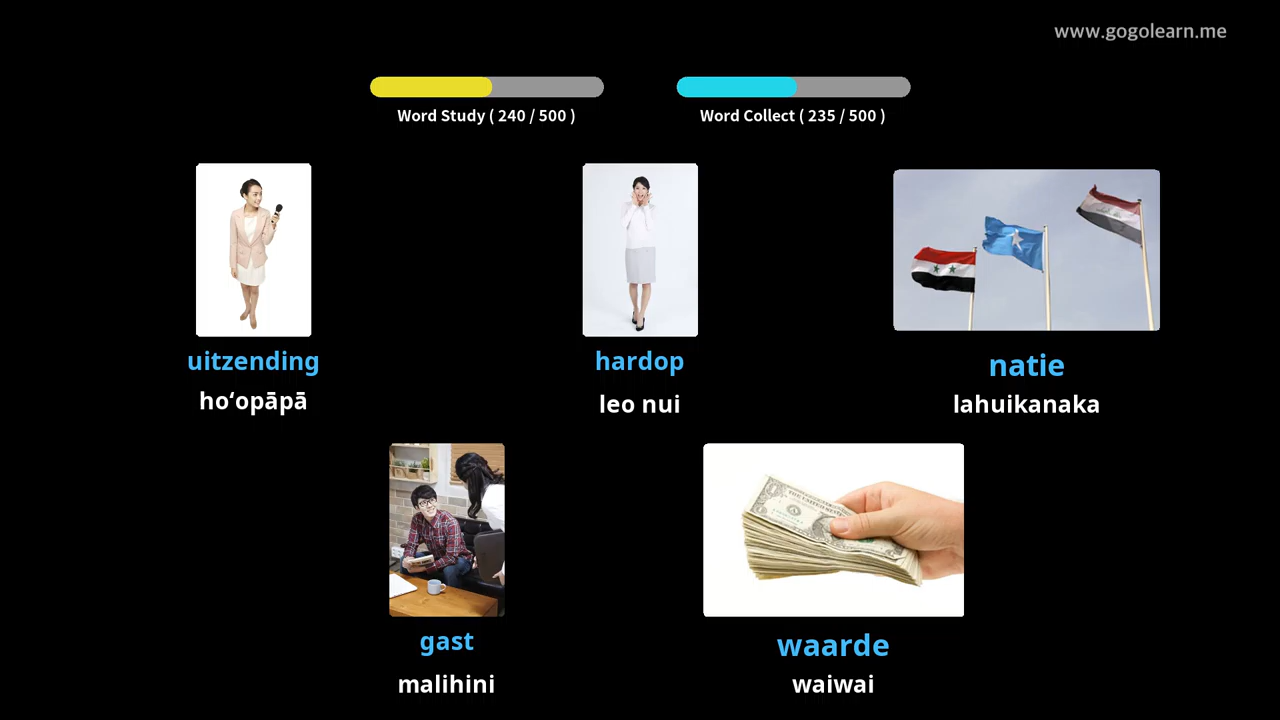 www.gogolearn.me
Word Study ( 240 / 500 )
Word Collect ( 235 / 500 )
uitzending
hoʻopāpā
hardop
leo nui
natie
lahuikanaka
gast
malihini
waarde
waiwai